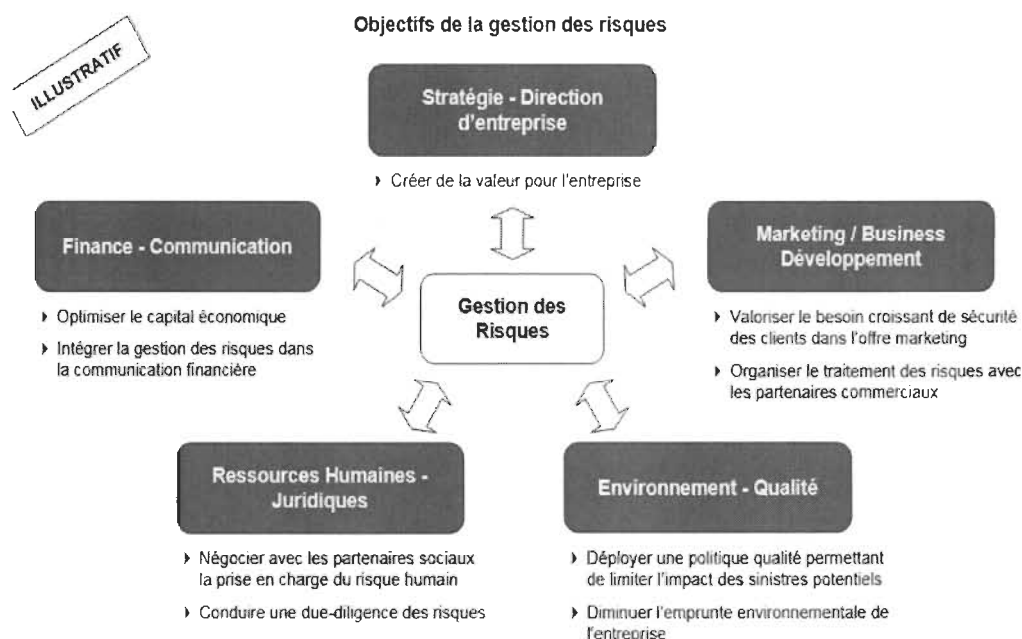 Objectifs de la gestion des risques
ILLUSTRATIF
Stratégie - Direction
d'entreprise
Créer de la valeur pour l'entreprise
Finance - Communication
Optimiser le capital économique
Intégrer la gestion des risques dans
la communication financière
Marketing / Business
Développement
Valoriser le besoin croissant de sécurité
des clients dans l'offre marketing
Organiser le traitement des risques avec
les partenaires commerciaux
Gestion des
Risques
Ressources Humaines -
Juridiques
Négocier avec les partenaires sociaux
la prise en charge du risque humain
Conduire une due-diligence des risques
Environnement - Qualité
Déployer une politique qualité permettant
de limiter l'impact des sinistres potentiels
Diminuer l'emprunte environnementale de
l'entreprise